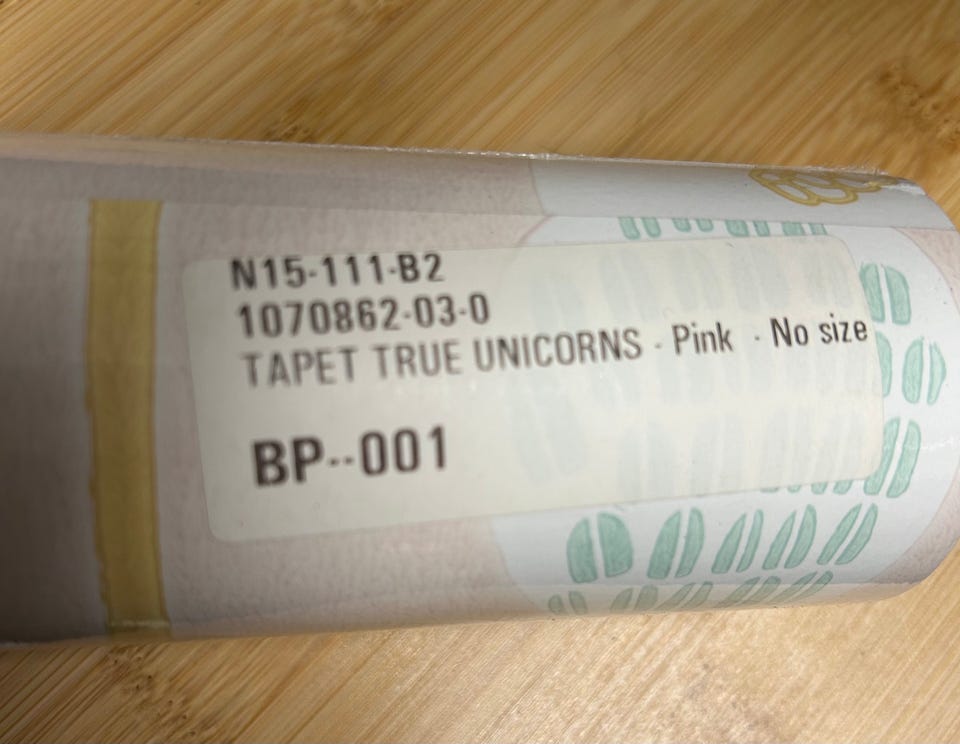 N15-111-B2
1070862-03-0
TAPET TRUE UNICORNS - Pink - No size
BP--001